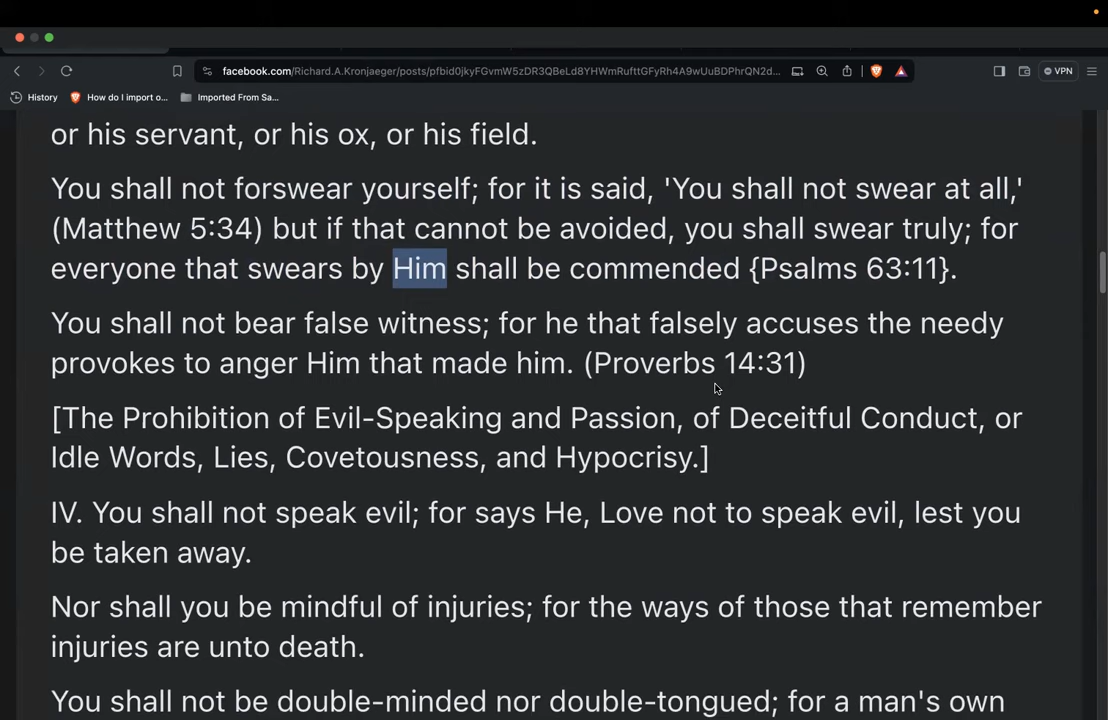 facebook.com/Richard.A.Kronjaeger/posts/pfbid0jkyFGvmW5zDR3QBeLd8YHWmRufttGFyRh4A9wUuBDPhrQN2d...
VPN
History
How do I import o...
Imported From Sa...
or his servant, or his ox, or his field.
You shall not forswear yourself; for it is said, 'You shall not swear at all,'
(Matthew 5:34) but if that cannot be avoided, you shall swear truly; for
everyone that swears by Him shall be commended {Psalms 63:11}.
You shall not bear false witness; for he that falsely accuses the needy
provokes to anger Him that made him. (Proverbs 14:31)
[The Prohibition of Evil-Speaking and Passion, of Deceitful Conduct, or
Idle Words, Lies, Covetousness, and Hypocrisy.]
IV. You shall not speak evil; for says He, Love not to speak evil, lest you
be taken away.
Nor shall you be mindful of injuries; for the ways of those that remember
injuries are unto death.
You shall not be double-minded nor double-tongued; for a man's own